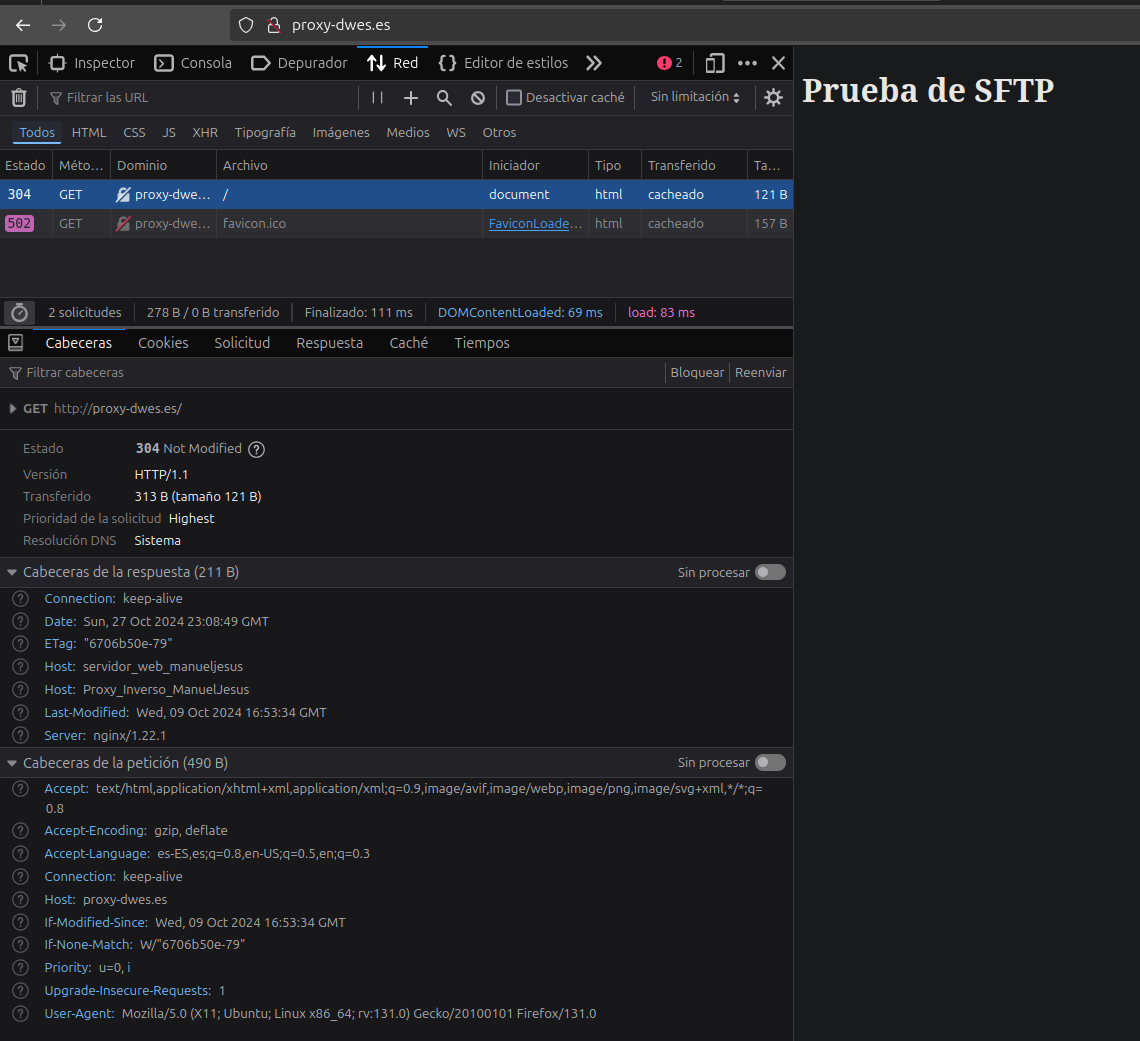 proxy-dwes.es
Inspector Consola Depurador Red Editor de estilos 2
Filtrar las URL Desactivar caché Sin limitación
Todos HTML CSS JS XHR Tipografía Imágenes Medios WS Otros
Estado Méto… Dominio Archivo Iniciador Tipo Transferido Ta…
304 GET proxy-dwe… / document html cacheado 121 B
502 GET proxy-dwe… favicon.ico FaviconLoade… html cacheado 157 B
2 solicitudes 278 B / 0 B transferido Finalizado: 111 ms DOMContentLoaded: 69 ms load: 83 ms
Cabeceras Cookies Solicitud Respuesta Caché Tiempos
Filtrar cabeceras Bloquear Reenviar
GET http://proxy-dwes.es/
Estado 304 Not Modified ?
Versión HTTP/1.1
Transferido 313 B (tamaño 121 B)
Prioridad de la solicitud Highest
Resolución DNS Sistema
Cabeceras de la respuesta (211 B) Sin procesar
? Connection: keep-alive
? Date: Sun, 27 Oct 2024 23:08:49 GMT
? ETag: "6706b50e-79"
? Host: servidor_web_manueljesus
? Host: Proxy_Inverso_ManuelJesus
? Last-Modified: Wed, 09 Oct 2024 16:53:34 GMT
? Server: nginx/1.22.1
Cabeceras de la petición (490 B) Sin procesar
? Accept: text/html,application/xhtml+xml,application/xml;q=0.9,image/avif,image/webp,image/png,image/svg+xml,*/*;q=
0.8
? Accept-Encoding: gzip, deflate
? Accept-Language: es-ES,es;q=0.8,en-US;q=0.5,en;q=0.3
? Connection: keep-alive
? Host: proxy-dwes.es
? If-Modified-Since: Wed, 09 Oct 2024 16:53:34 GMT
? If-None-Match: W/"6706b50e-79"
? Priority: u=0, i
? Upgrade-Insecure-Requests: 1
? User-Agent: Mozilla/5.0 (X11; Ubuntu; Linux x86_64; rv:131.0) Gecko/20100101 Firefox/131.0
Prueba de SFTP